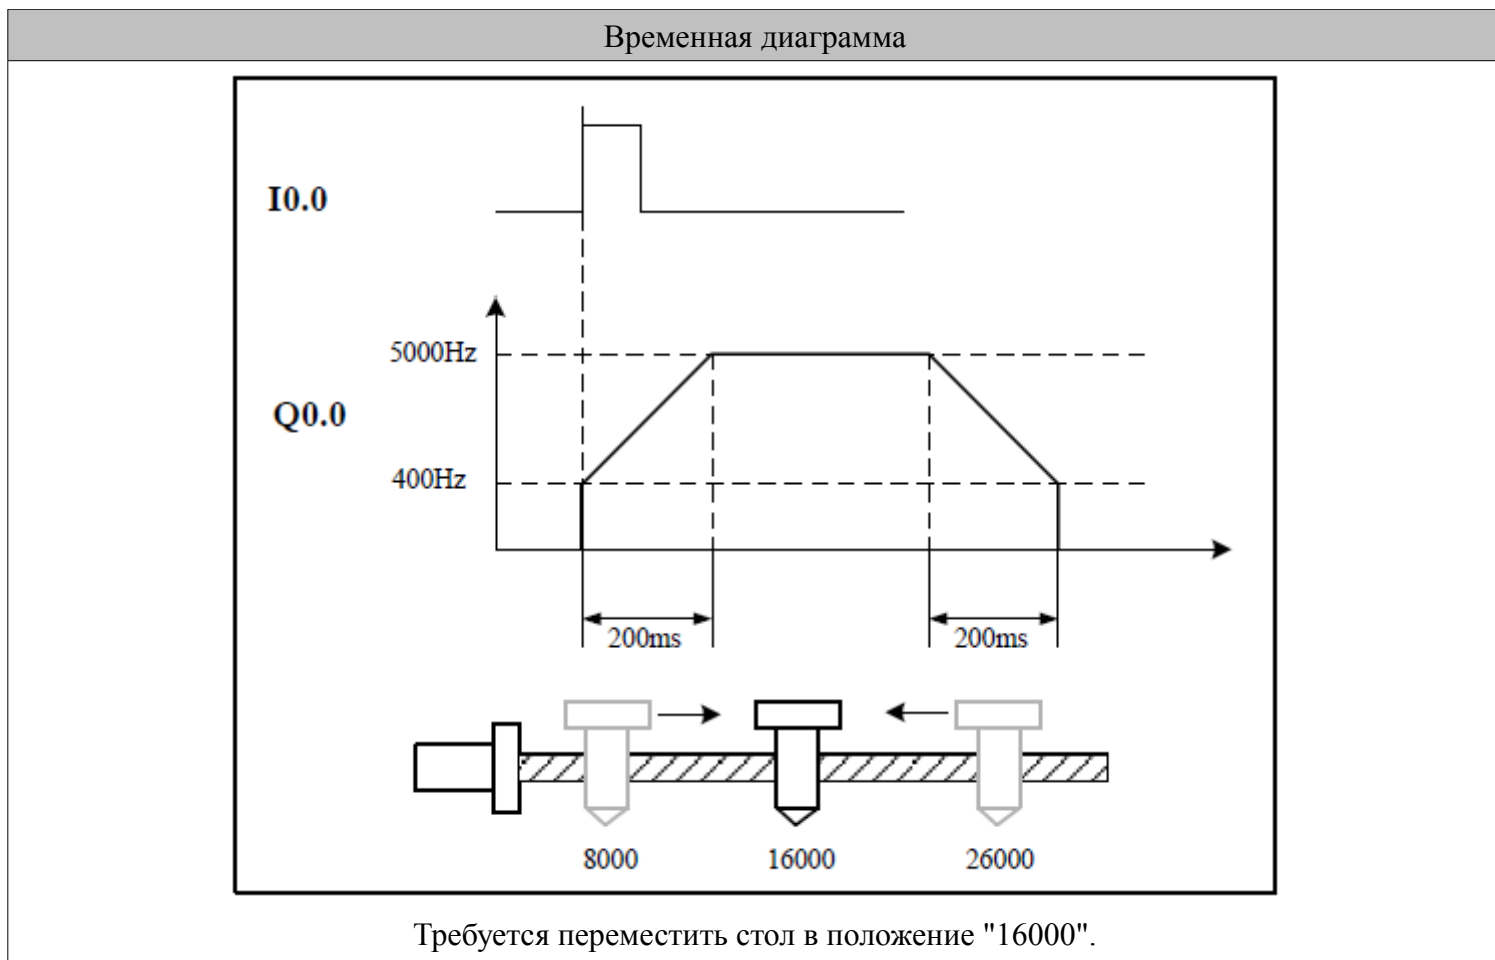 Временная диаграмма
I0.0
5000Hz
Q0.0
400Hz
200ms 200ms
8000 16000 26000
Требуется переместить стол в положение "16000".